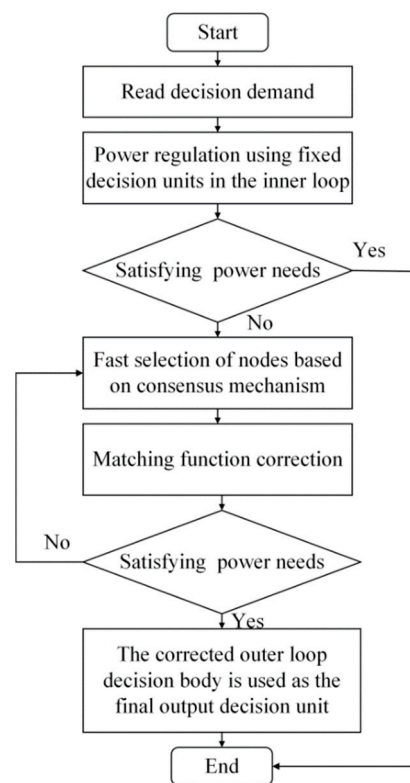 Start
Read decision demand
Power regulation using fixed
decision units in the inner loop
Satisfying power needs
Yes
No
Fast selection of nodes based
on consensus mechanism
Matching function correction
No
Satisfying power needs
Yes
The corrected outer loop
decision body is used as the
final output decision unit
End